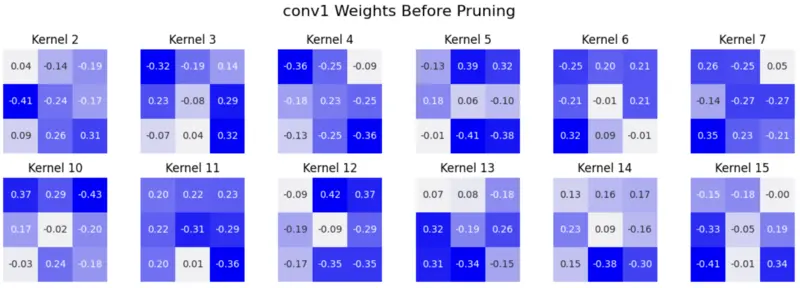 conv1 Weights Before Pruning
Kernel 2 Kernel 3 Kernel 4 Kernel 5 Kernel 6 Kernel 7
0.04 -0.14 -0.19 -0.32 -0.19 0.14 -0.36 -0.25 -0.09 -0.13 0.39 0.32 -0.25 0.20 0.21 0.26 -0.25 0.05
-0.41 -0.24 -0.17 0.23 -0.08 0.29 -0.18 0.23 -0.25 0.18 0.06 -0.10 -0.21 -0.01 0.21 -0.14 -0.27 -0.27
0.09 0.26 0.31 -0.07 0.04 0.32 -0.13 -0.25 -0.36 -0.01 -0.41 -0.38 0.32 0.09 -0.01 0.35 0.23 -0.21
Kernel 10 Kernel 11 Kernel 12 Kernel 13 Kernel 14 Kernel 15
0.37 0.29 -0.43 0.20 0.22 0.23 -0.09 0.42 0.37 0.07 0.08 -0.18 0.13 0.16 0.17 -0.15 -0.18 -0.00
0.17 -0.02 -0.20 0.22 -0.31 -0.29 -0.19 -0.09 -0.29 0.32 -0.19 0.26 0.23 0.09 -0.16 -0.33 -0.05 0.19
-0.03 0.24 -0.18 0.20 0.01 -0.36 -0.17 -0.35 -0.35 0.31 -0.34 -0.15 0.15 -0.38 -0.30 -0.41 -0.01 0.34